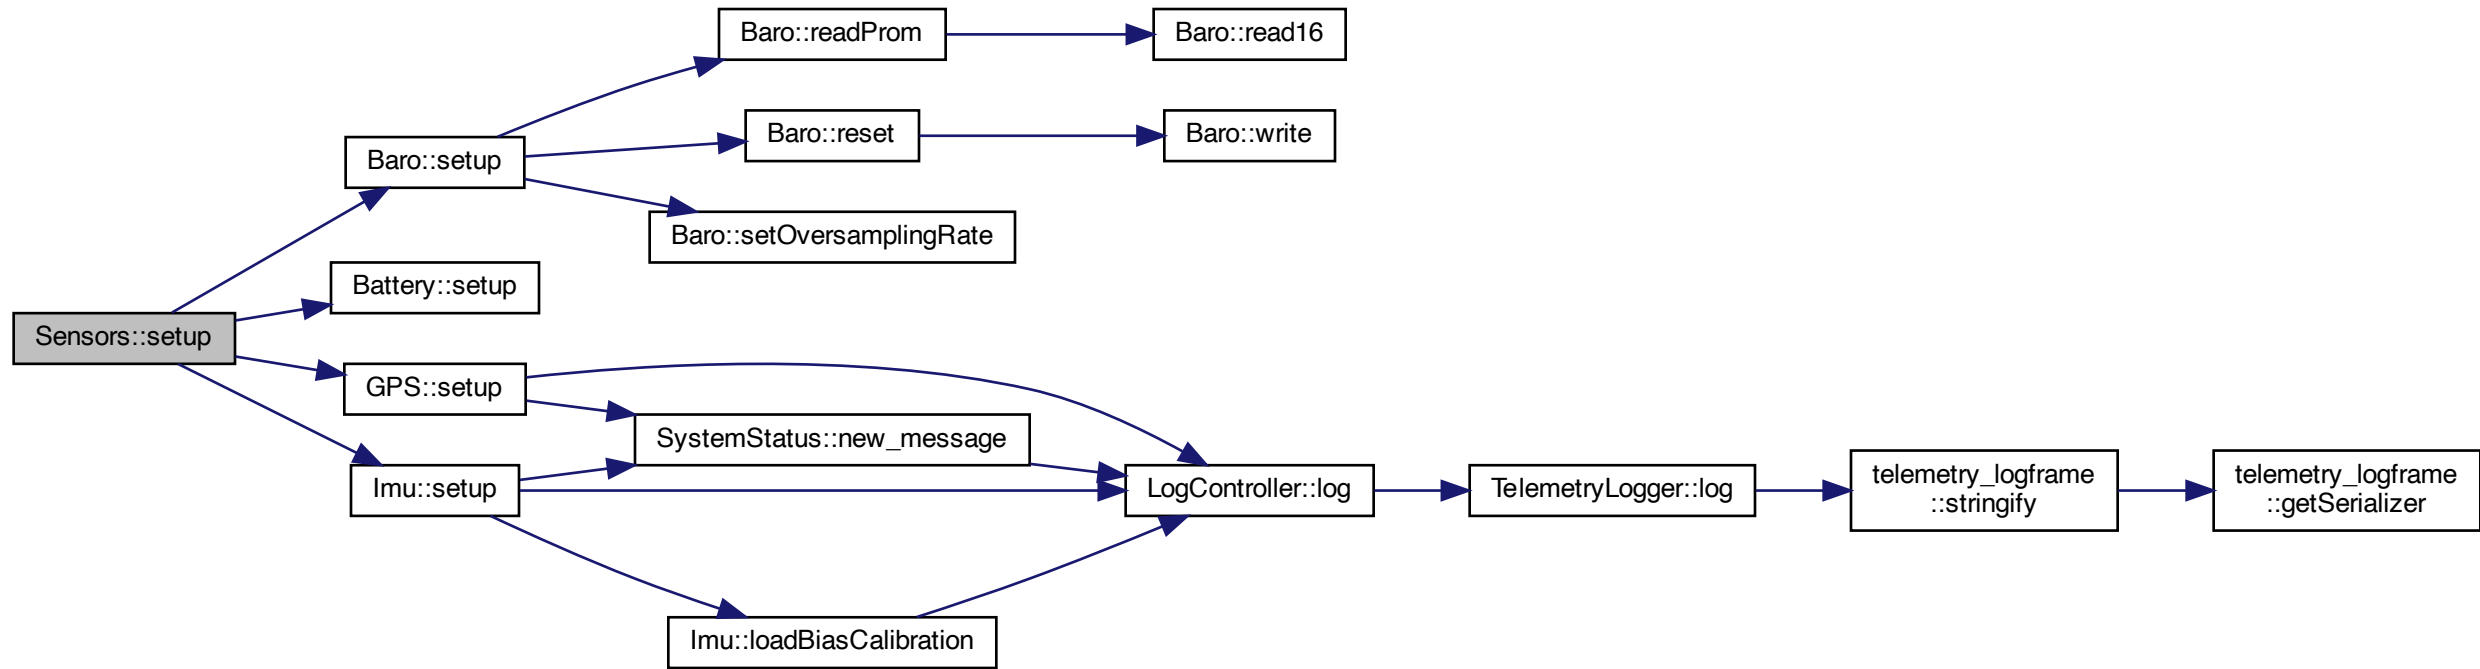 Sensors::setup
Baro::setup
Battery::setup
GPS::setup
Imu::setup
Baro::readProm
Baro::reset
Baro::setOversamplingRate
SystemStatus::new_message
Imu::loadBiasCalibration
Baro::read16
Baro::write
LogController::log
TelemetryLogger::log
telemetry_logframe
::stringify
telemetry_logframe
::getSerializer